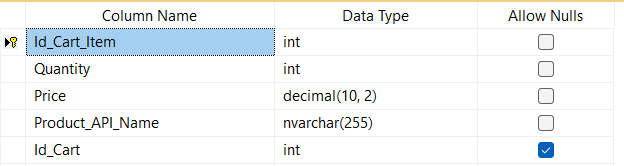 Column Name Data Type Allow Nulls
Id_Cart_Item int
Quantity int
Price decimal(10, 2)
Product_API_Name nvarchar(255)
Id_Cart int